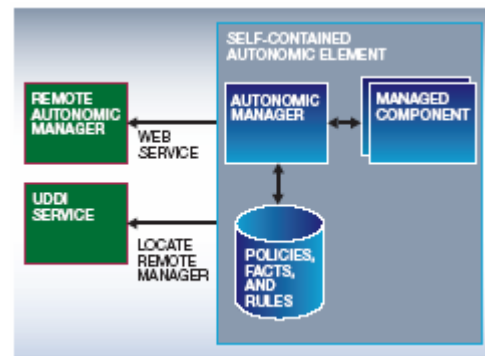 SELF-CONTAINED
AUTONOMIC ELEMENT
REMOTE
AUTONOMIC
MANAGER
WEB
SERVICE
AUTONOMIC
MANAGER
MANAGED
COMPONENT
UDDI
SERVICE
LOCATE
REMOTE
MANAGER
POLICIES,
FACTS,
AND
RULES